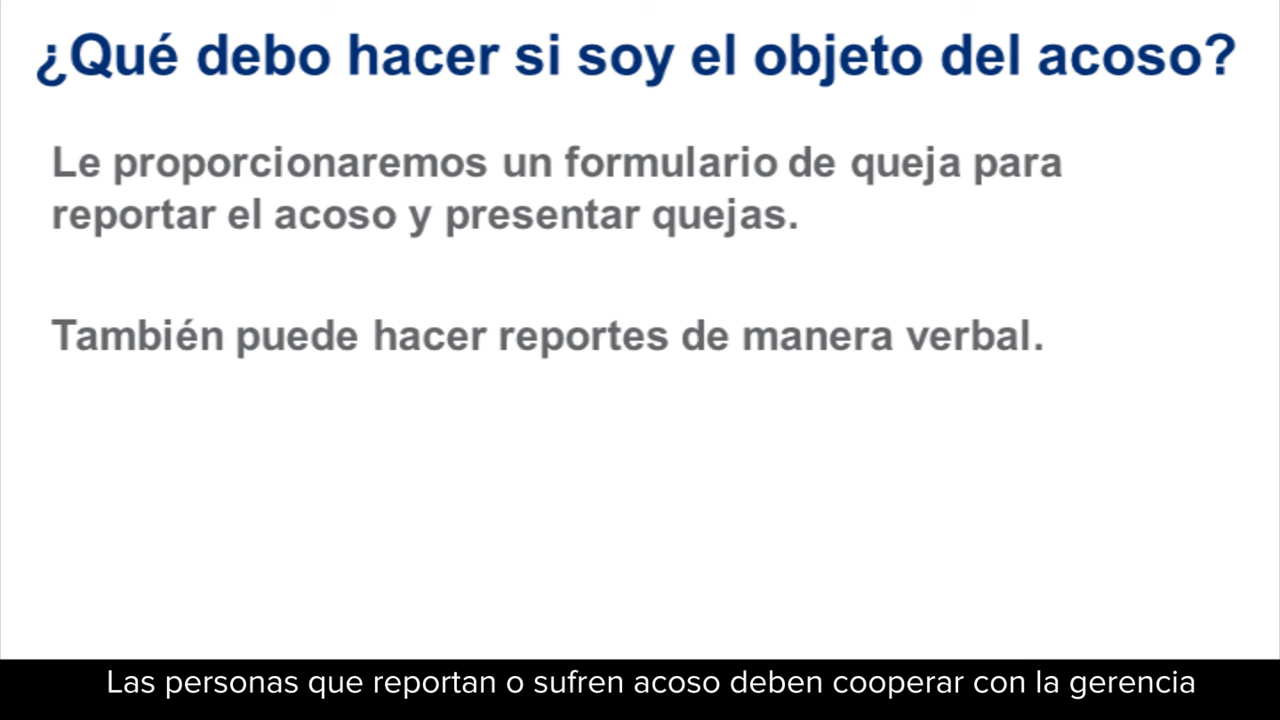 ¿Qué debo hacer si soy el objeto del acoso?
Le proporcionaremos un formulario de queja para
reportar el acoso y presentar quejas.
También puede hacer reportes de manera verbal.
Las personas que reportan o sufren acoso deben cooperar con la gerencia